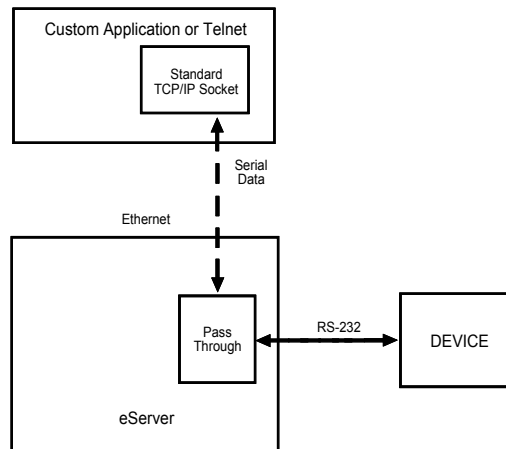 Custom Application or Telnet
Standard
TCP/IP Socket
Serial
Data
Ethernet
Pass
Through
RS-232
DEVICE
eServer